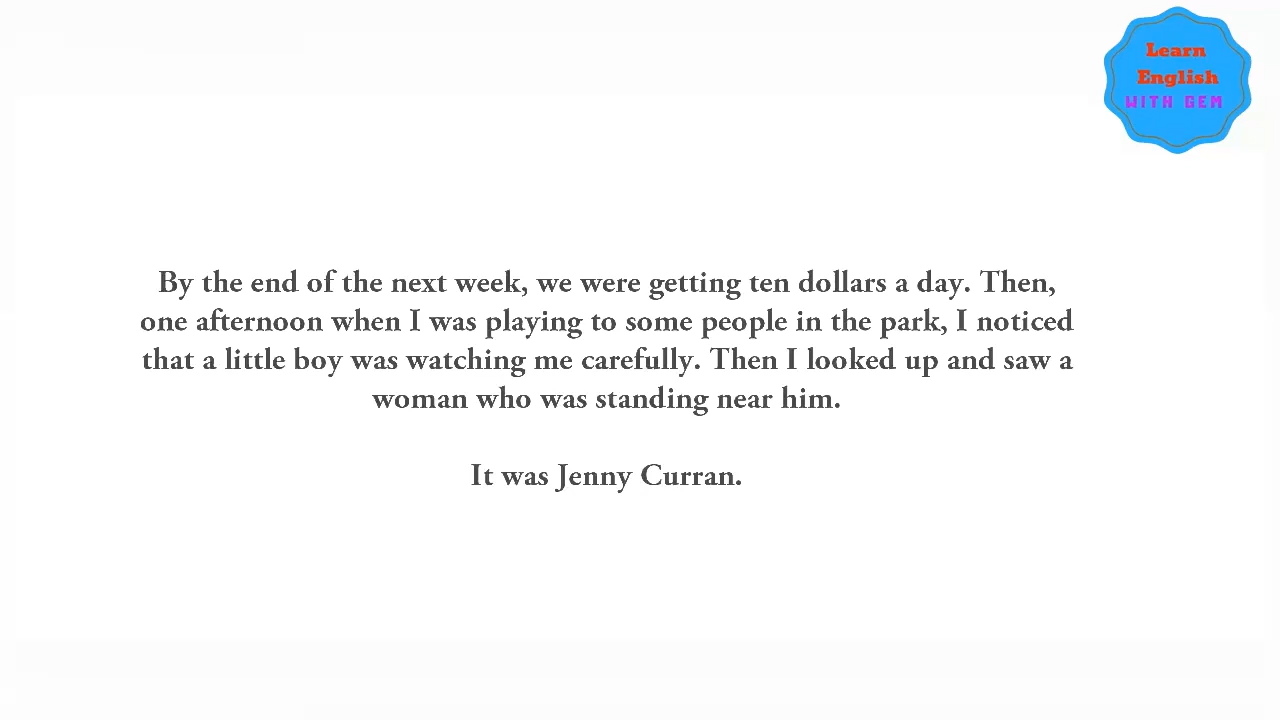 Learn
English
WITH GEM
By the end of the next week, we were getting ten dollars a day. Then,
one afternoon when I was playing to some people in the park, I noticed
that a little boy was watching me carefully. Then I looked up and saw a
woman who was standing near him.
It was Jenny Curran.